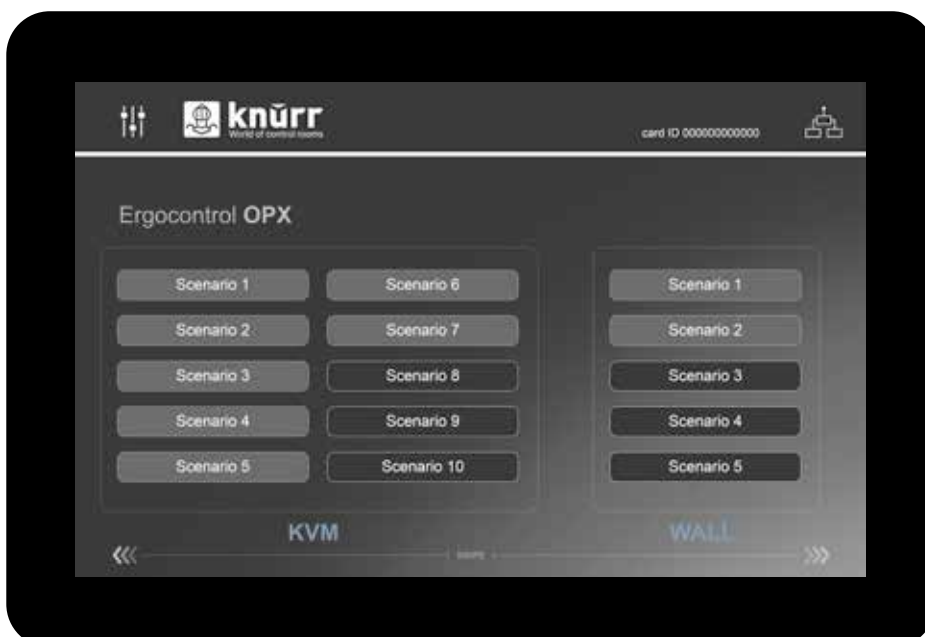 knürr
World of control rooms
card ID 000000000000
Ergocontrol OPX
Scenario 1
Scenario 2
Scenario 3
Scenario 4
Scenario 5
Scenario 6
Scenario 7
Scenario 8
Scenario 9
Scenario 10
KVM
Scenario 1
Scenario 2
Scenario 3
Scenario 4
Scenario 5
WALL